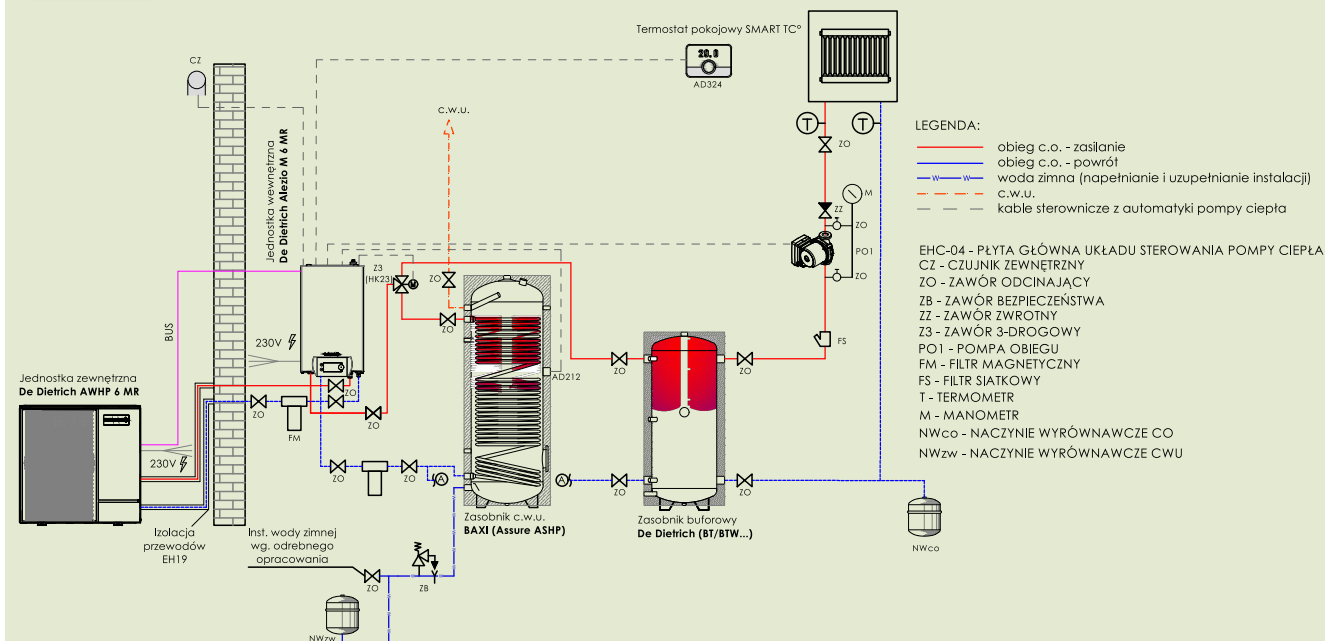 Termostat pokojowy SMART TC°
20.0
AD324
CZ
Jednostka wewnętrzna
De Dietrich Alezio M 6 MR
c.w.u.
T
T
ZO
M
ZZ
ZO
PO1
ZO
FS
LEGENDA:
obieg c.o. - zasilanie
obieg c.o. - powrót
w w woda zimna (napełnianie i uzupełnianie instalacji)
c.w.u.
kable sterownicze z automatyki pompy ciepła
EHC-04 - PŁYTA GŁÓWNA UKŁADU STEROWANIA POMPY CIEPŁA
CZ - CZUJNIK ZEWNĘTRZNY
ZO - ZAWÓR ODCINAJĄCY
ZB - ZAWÓR BEZPIECZEŃSTWA
ZZ - ZAWÓR ZWROTNY
Z3 - ZAWÓR 3-DROGOWY
PO1 - POMPA OBIEGU
FM - FILTR MAGNETYCZNY
FS - FILTR SIATKOWY
T - TERMOMETR
M - MANOMETR
NWco - NACZYNIE WYRÓWNAWCZE CO
NWzw - NACZYNIE WYRÓWNAWCZE CWU
Z3
(HK23)
M
ZO
ZO
BUS
230V
AD212
ZO
ZO
Jednostka zewnętrzna
De Dietrich AWHP 6 MR
ZO
ZO
FM
ZO
ZO
230V
ZO
ZO
A
A
ZO
ZO
Izolacja
przewodów
EH19
Inst. wody zimnej
wg. odrebnego
opracowania
Zasobnik c.w.u.
BAXI (Assure ASHP)
Zasobnik buforowy
De Dietrich (BT/BTW...)
NWco
ZO
ZB
NWzw